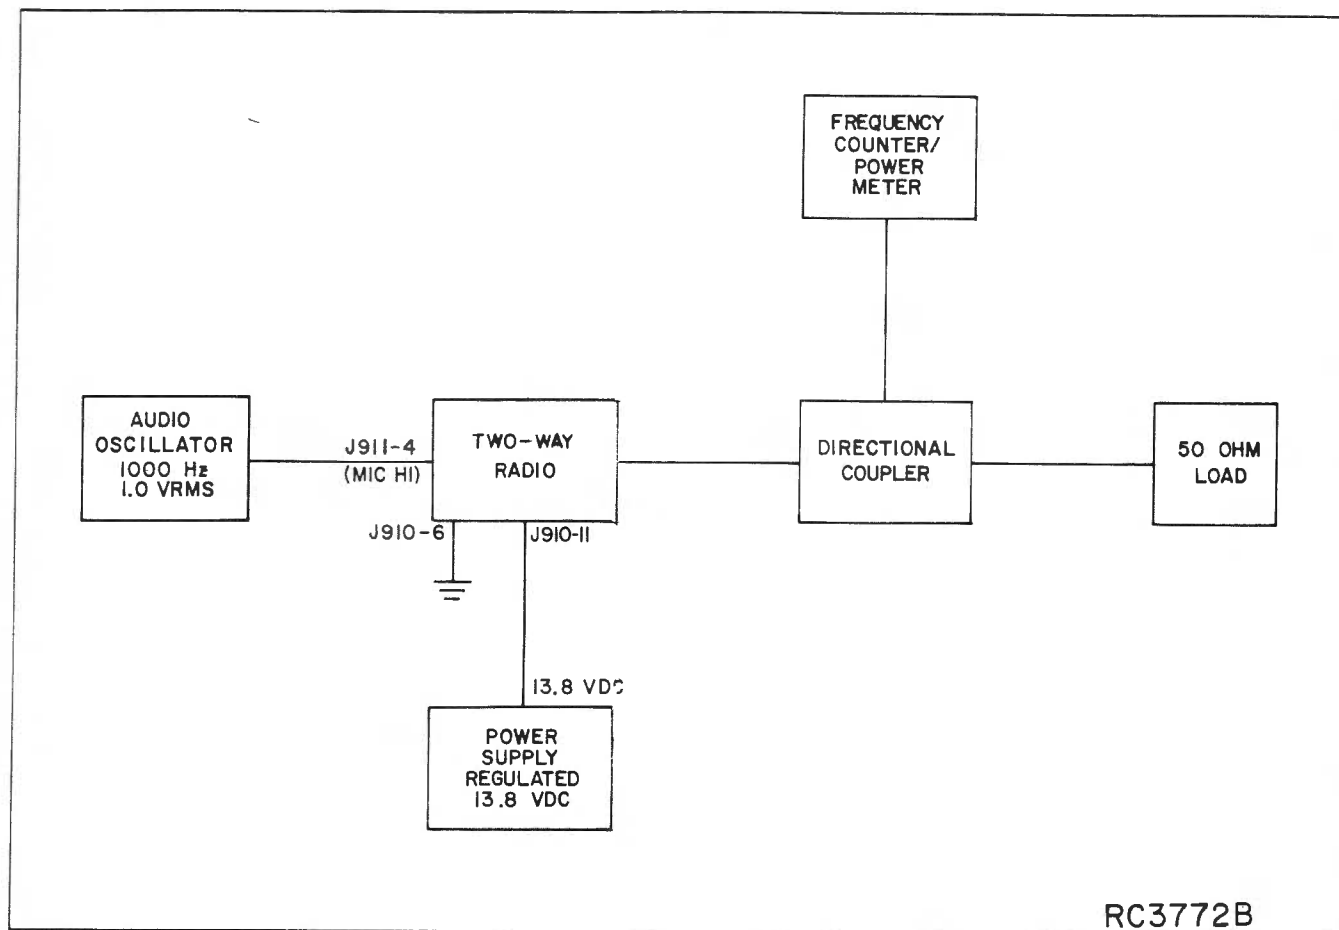 FREQUENCY
COUNTER/
POWER
METER
AUDIO
OSCILLATOR
1000 Hz
1.0 VRMS
J911-4
(MIC HI)
TWO-WAY
RADIO
DIRECTIONAL
COUPLER
50 OHM
LOAD
J910-6
J910-11
13.8 VDC
POWER
SUPPLY
REGULATED
13.8 VDC
RC3772B